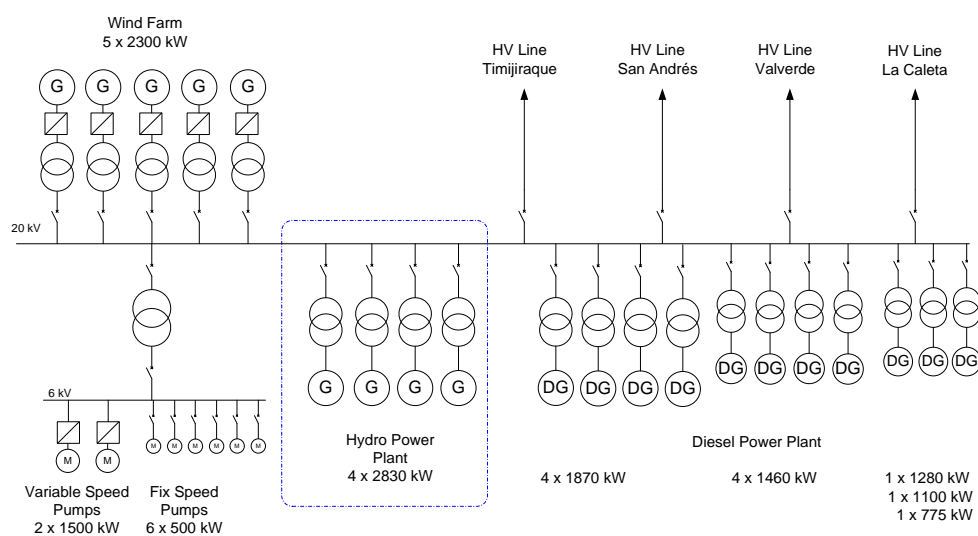 Wind Farm
5 x 2300 kW
HV Line
Timijiraque
HV Line
San Andrés
HV Line
Valverde
HV Line
La Caleta
G G G G G
20 kV
G G G G
DG DG DG DG
DG DG DG DG
DG DG DG
6 kV
M M
M M M M M M
Variable Speed
Pumps
2 x 1500 kW
Fix Speed
Pumps
6 x 500 kW
Hydro Power
Plant
4 x 2830 kW
Diesel Power Plant
4 x 1870 kW
4 x 1460 kW
1 x 1280 kW
1 x 1100 kW
1 x 775 kW